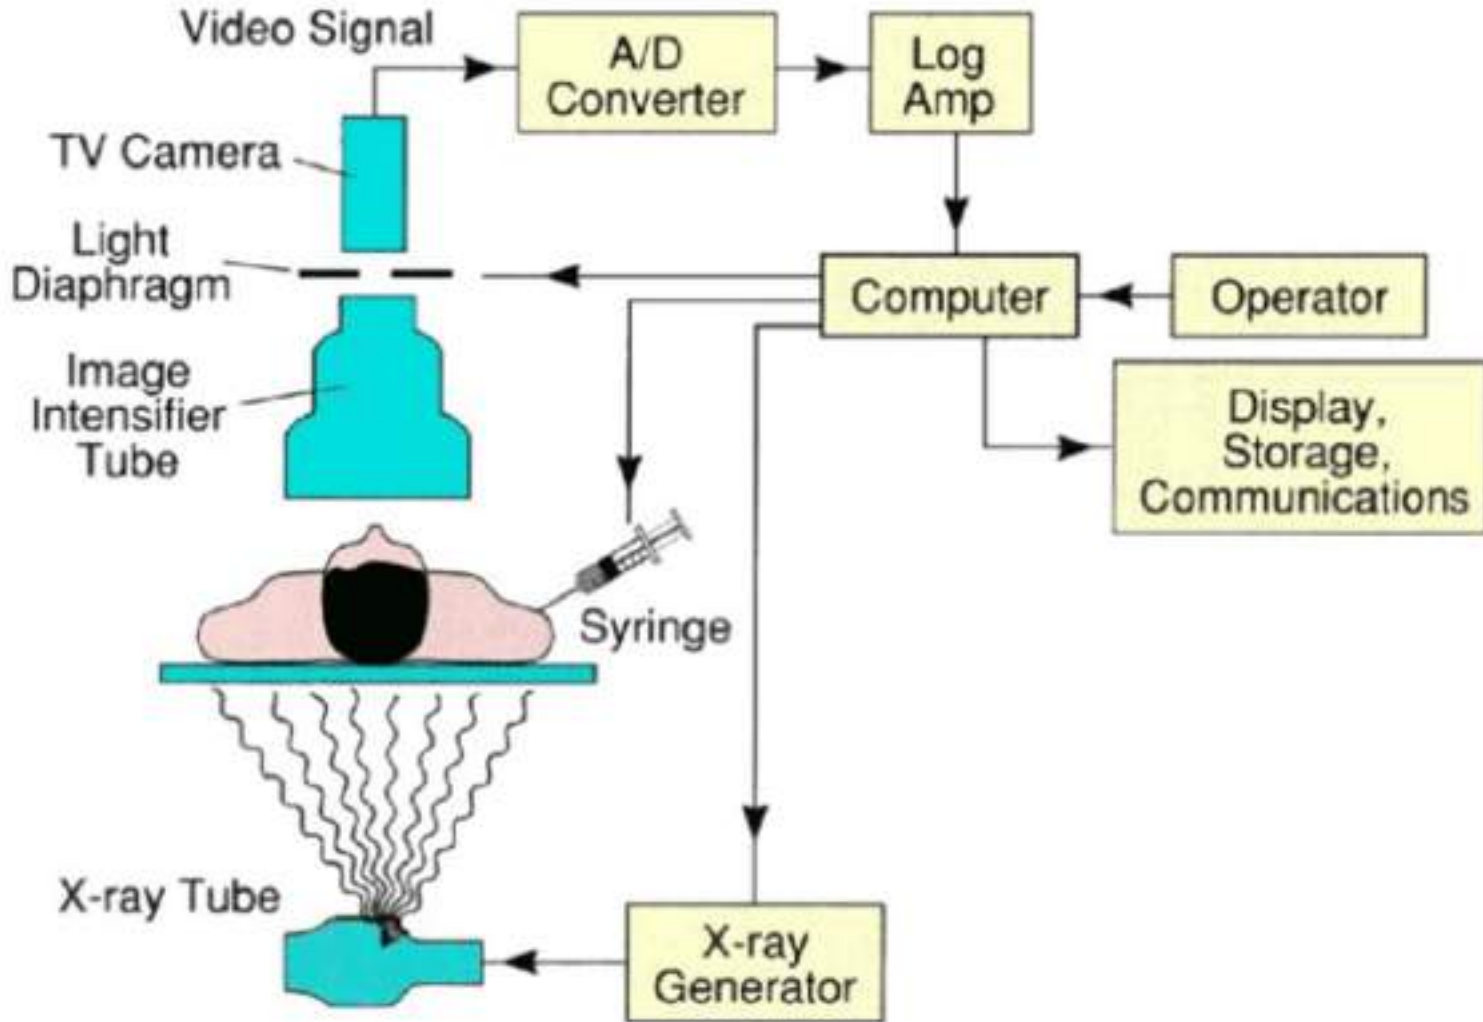 Video Signal
A/D
Converter
Log
Amp
TV Camera
Light
Diaphragm
Computer
Operator
Image
Intensifier
Tube
Display,
Storage,
Communications
Syringe
X-ray Tube
X-ray
Generator